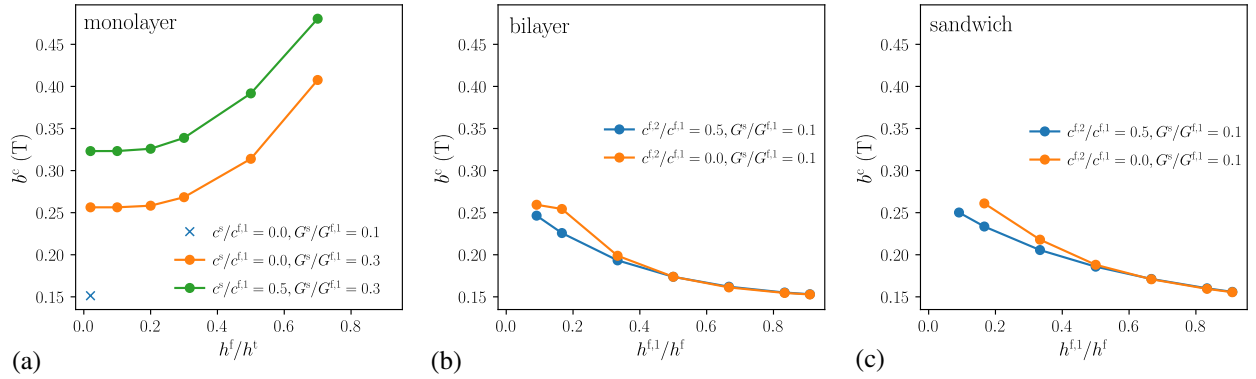 monolayer
0.45
0.40
0.35
0.30
0.25
0.20
0.15
b^c (T)
c^s/c^{f,1} = 0.0, G^s/G^{f,1} = 0.1
c^s/c^{f,1} = 0.0, G^s/G^{f,1} = 0.3
c^s/c^{f,1} = 0.5, G^s/G^{f,1} = 0.3
0.0 0.2 0.4 0.6 0.8
h^f/h^t
(a)
bilayer
0.45
0.40
0.35
0.30
0.25
0.20
0.15
b^c (T)
c^{f,2}/c^{f,1} = 0.5, G^s/G^{f,1} = 0.1
c^{f,2}/c^{f,1} = 0.0, G^s/G^{f,1} = 0.1
0.0 0.2 0.4 0.6 0.8
h^{f,1}/h^f
(b)
sandwich
0.45
0.40
0.35
0.30
0.25
0.20
0.15
b^c (T)
c^{f,2}/c^{f,1} = 0.5, G^s/G^{f,1} = 0.1
c^{f,2}/c^{f,1} = 0.0, G^s/G^{f,1} = 0.1
0.0 0.2 0.4 0.6 0.8
h^{f,1}/h^f
(c)